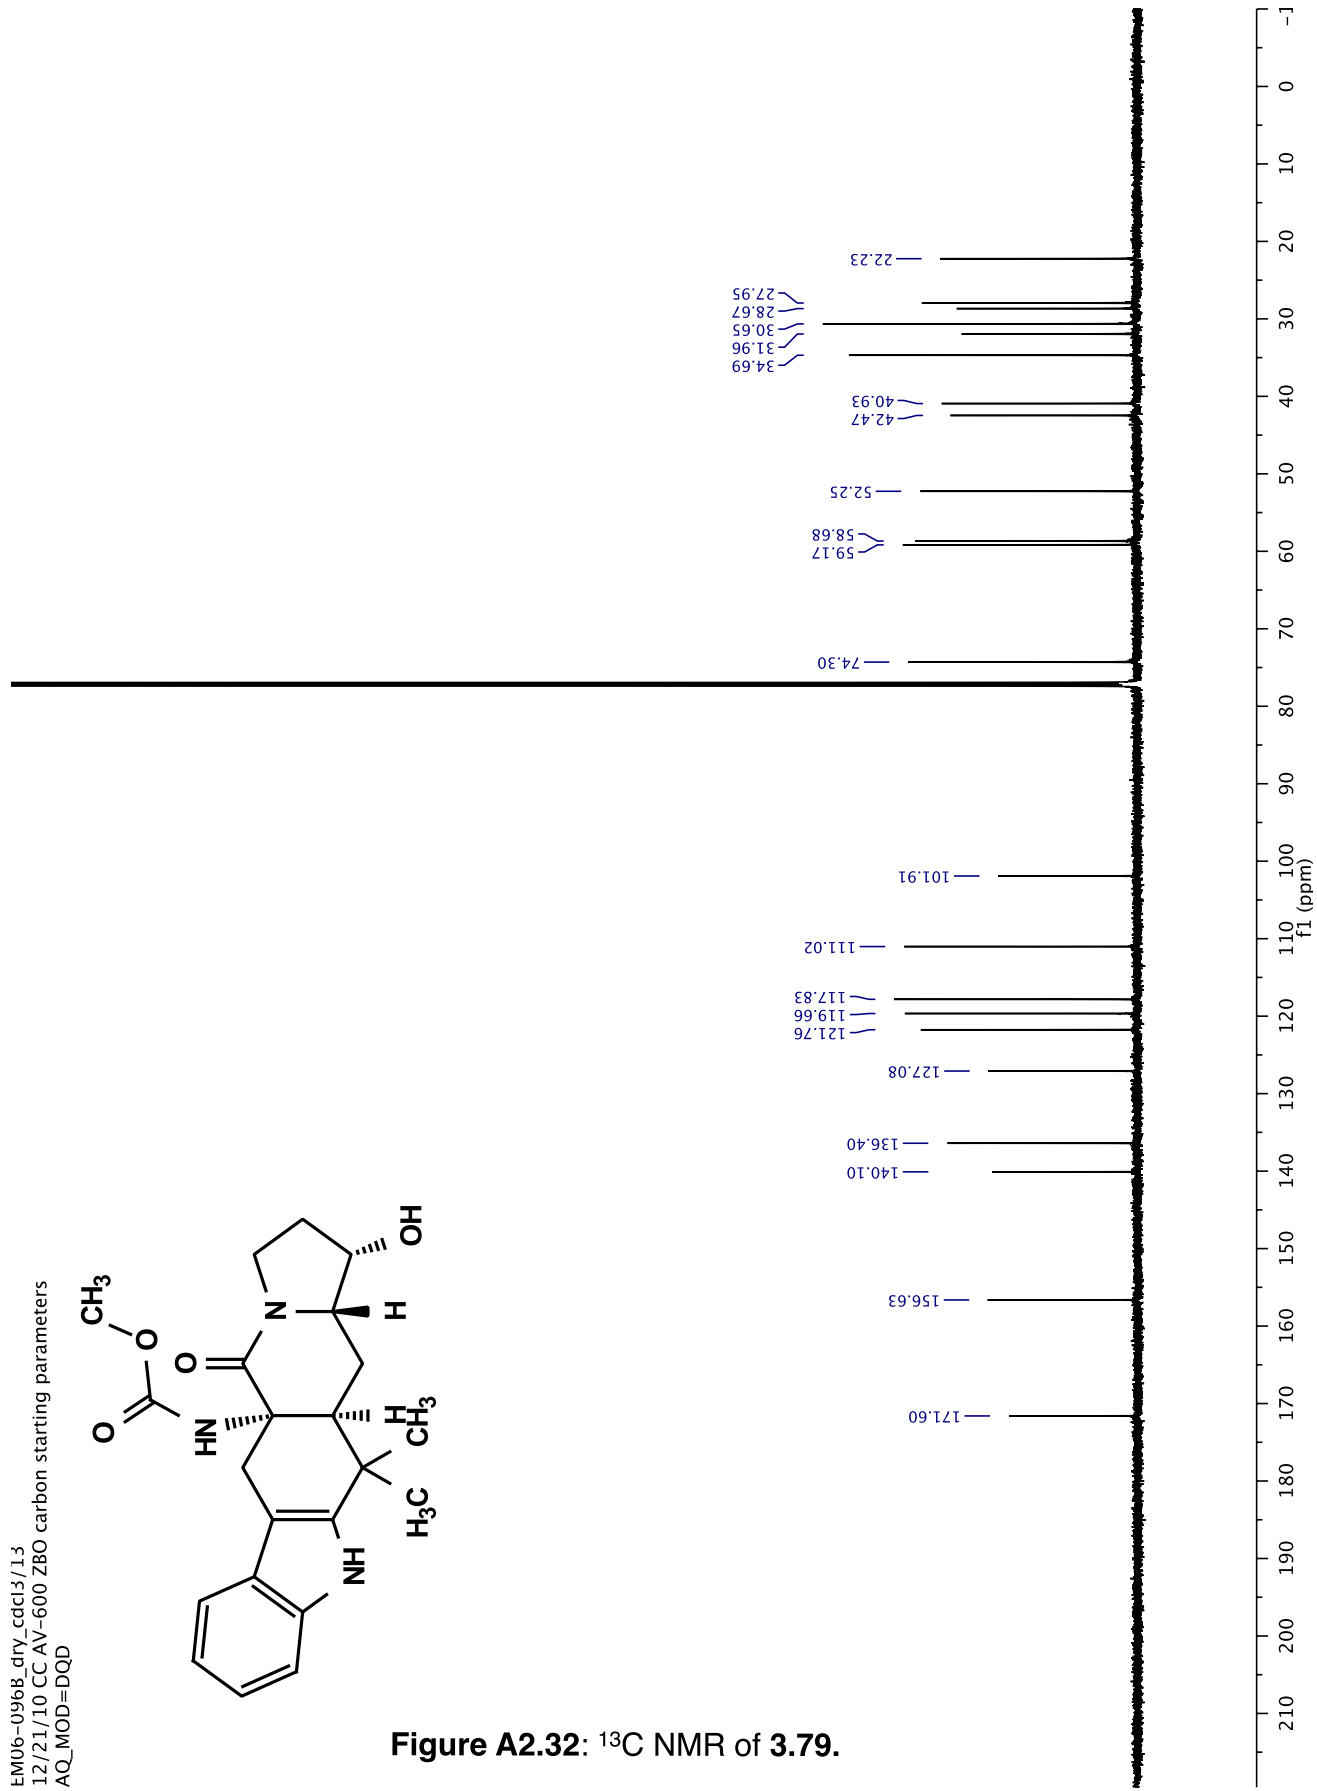 EM06-096B_dry_cdcl3/13
12/21/10 CC AV-600 ZBO carbon starting parameters
AQ_MOD=DQD
CH3
O
O
O
HN
N
OH
H
H
CH3
H3C
NH
171.60
156.63
140.10
136.40
127.08
121.76
119.66
117.83
111.02
101.91
74.30
59.17
58.68
52.25
42.47
40.93
34.69
31.96
30.65
28.67
27.95
22.23
210 200 190 180 170 160 150 140 130 120 110 100 90 80 70 60 50 40 30 20 10 0 -1
f1 (ppm)
Figure A2.32: 13C NMR of 3.79.